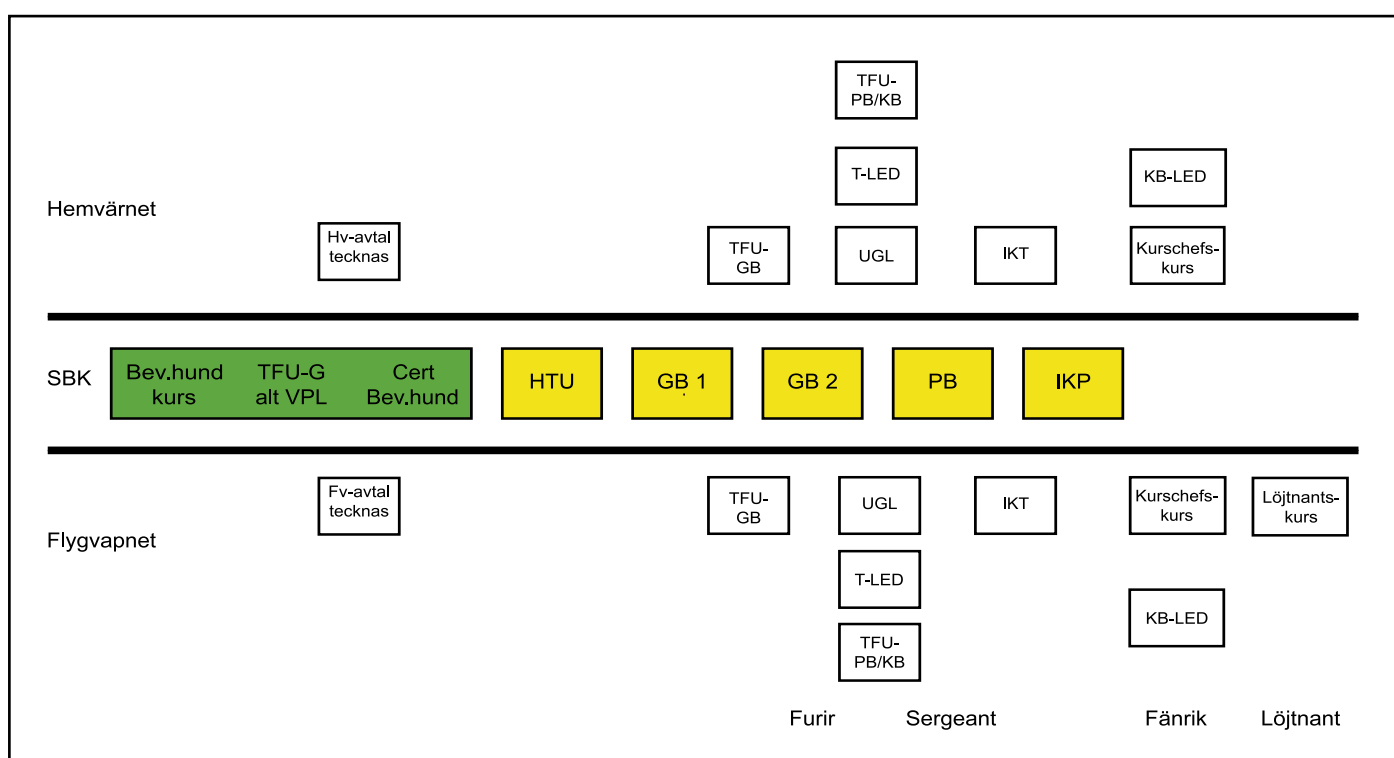 TFU-
PB/KB
T-LED
KB-LED
Hemvärnet
Hv-avtal
tecknas
TFU-
GB
UGL
IKT
Kurschefs-
kurs
SBK
Bev.hund
kurs
TFU-G
alt VPL
Cert
Bev.hund
HTU
GB 1
GB 2
PB
IKP
Fv-avtal
tecknas
TFU-
GB
UGL
IKT
Kurschefs-
kurs
Löjtnants-
kurs
Flygvapnet
T-LED
KB-LED
TFU-
PB/KB
Furir
Sergeant
Fänrik
Löjtnant